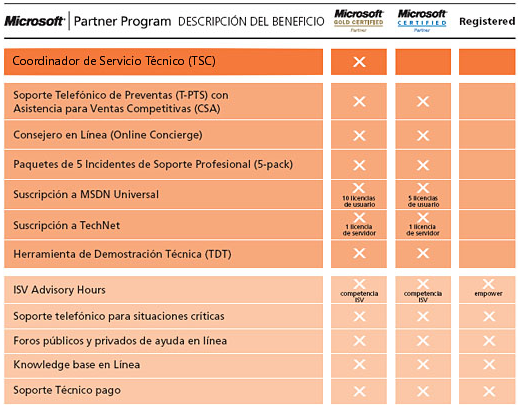 Microsoft | Partner Program DESCRIPCIÓN DEL BENEFICIO
Microsoft GOLD CERTIFIED Partner
Microsoft CERTIFIED Partner
Registered
Coordinador de Servicio Técnico (TSC)
Soporte Telefónico de Preventas (T-PTS) con
Asistencia para Ventas Competitivas (CSA)
Consejero en Línea (Online Concierge)
Paquetes de 5 Incidentes de Soporte Profesional (5-pack)
Suscripción a MSDN Universal
10 licencias de usuario
5 licencias de usuario
Suscripción a TechNet
1 licencia de servidor
1 licencia de servidor
Herramienta de Demostración Técnica (TDT)
ISV Advisory Hours
competencia ISV
competencia ISV
empower
Soporte telefónico para situaciones críticas
Foros públicos y privados de ayuda en línea
Knowledge base en Línea
Soporte Técnico pago